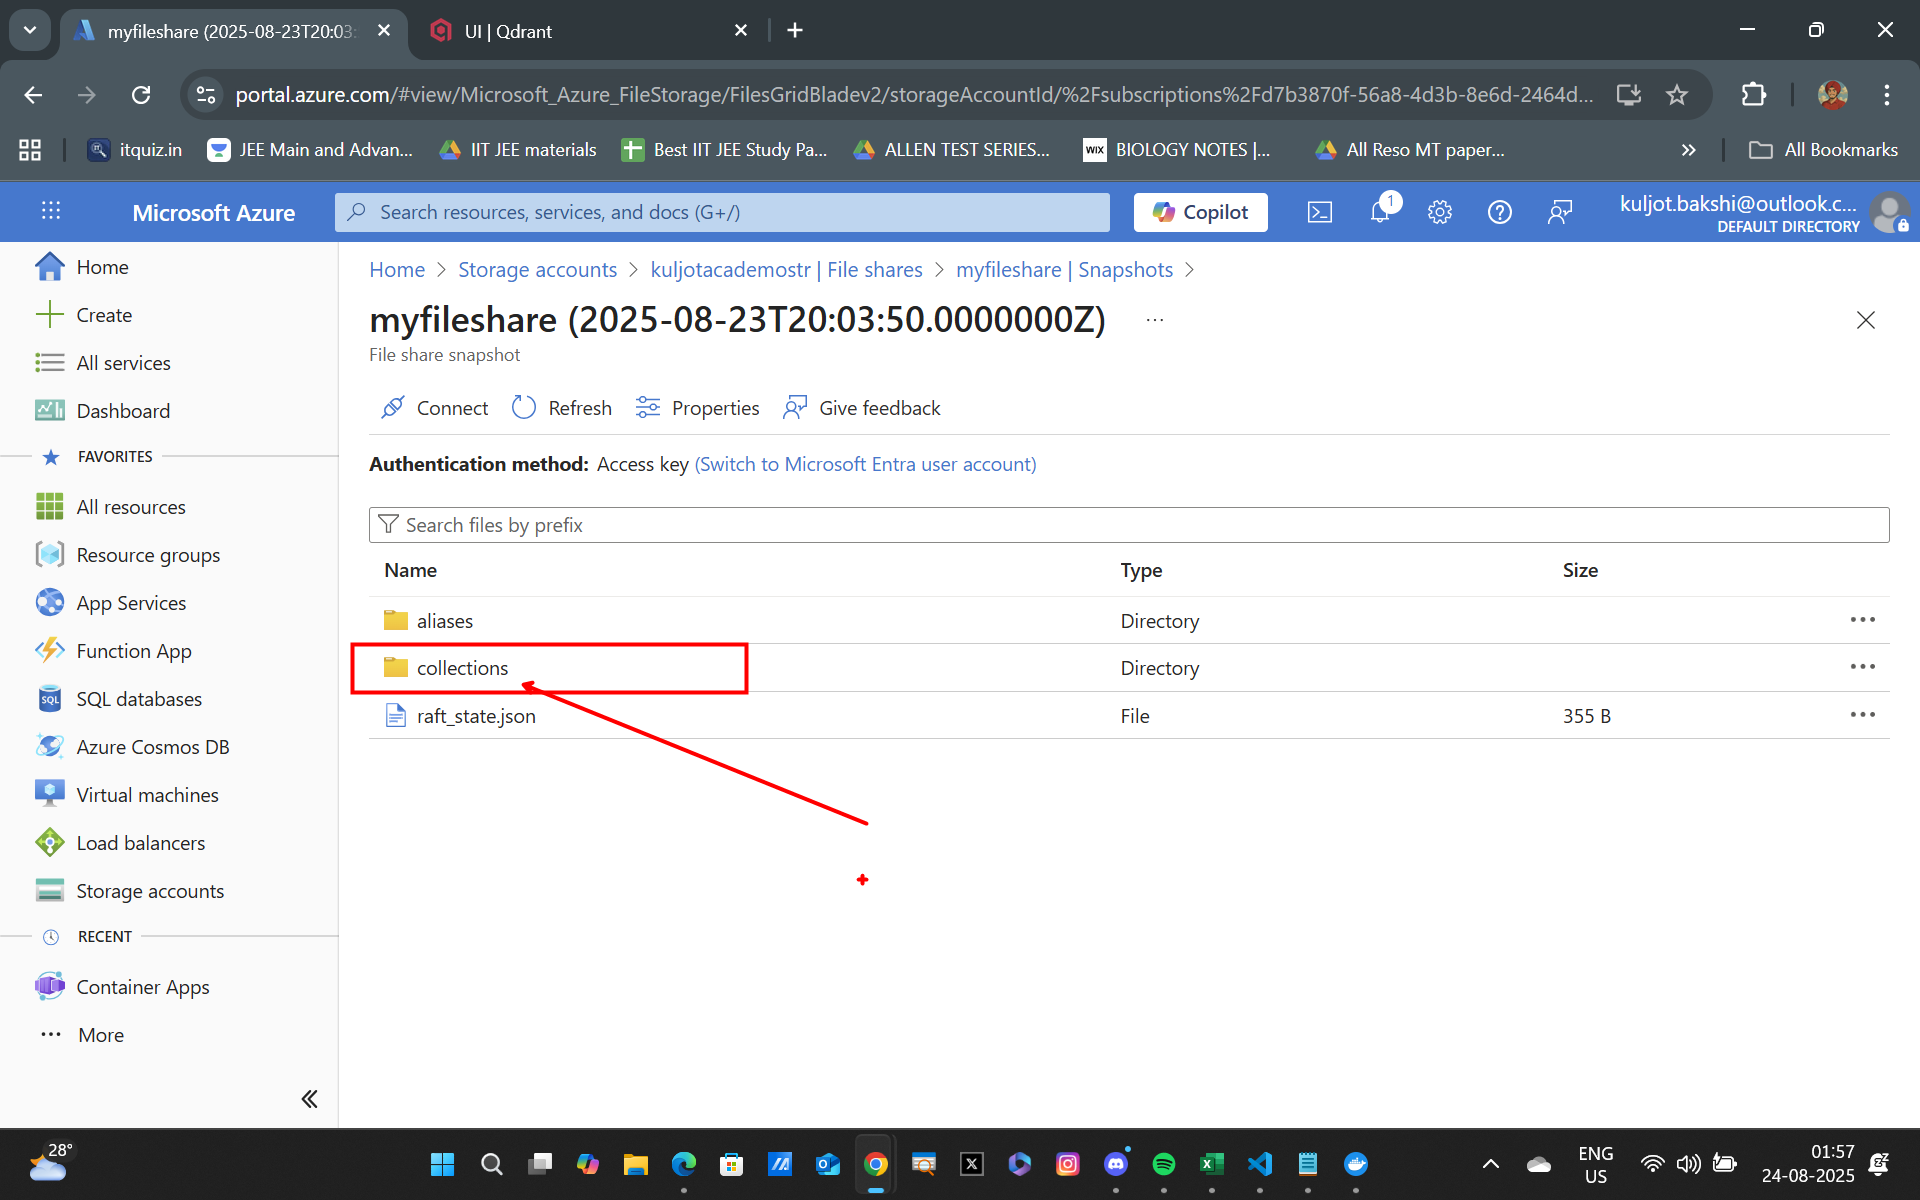 myfileshare (2025-08-23T20:03:
UI | Qdrant
portal.azure.com/#view/Microsoft_Azure_FileStorage/FilesGridBladev2/storageAccountId/%2Fsubscriptions%2Fd7b3870f-56a8-4d3b-8e6d-2464d...
itquiz.in
JEE Main and Advan...
IIT JEE materials
Best IIT JEE Study Pa...
ALLEN TEST SERIES...
WIX
BIOLOGY NOTES |...
All Reso MT paper...
All Bookmarks
Microsoft Azure
Search resources, services, and docs (G+/)
Copilot
1
kuljot.bakshi@outlook.c...
DEFAULT DIRECTORY
Home
Create
All services
Dashboard
FAVORITES
All resources
Resource groups
App Services
Function App
SQL
SQL databases
Azure Cosmos DB
Virtual machines
Load balancers
Storage accounts
RECENT
Container Apps
More
Home > Storage accounts > kuljotacademostr | File shares > myfileshare | Snapshots >
myfileshare (2025-08-23T20:03:50.0000000Z) ...
File share snapshot
Connect
Refresh
Properties
Give feedback
Authentication method: Access key (Switch to Microsoft Entra user account)
Search files by prefix
Name Type Size
aliases Directory
collections Directory
raft_state.json File 355 B
28°
ENG
US
01:57
24-08-2025